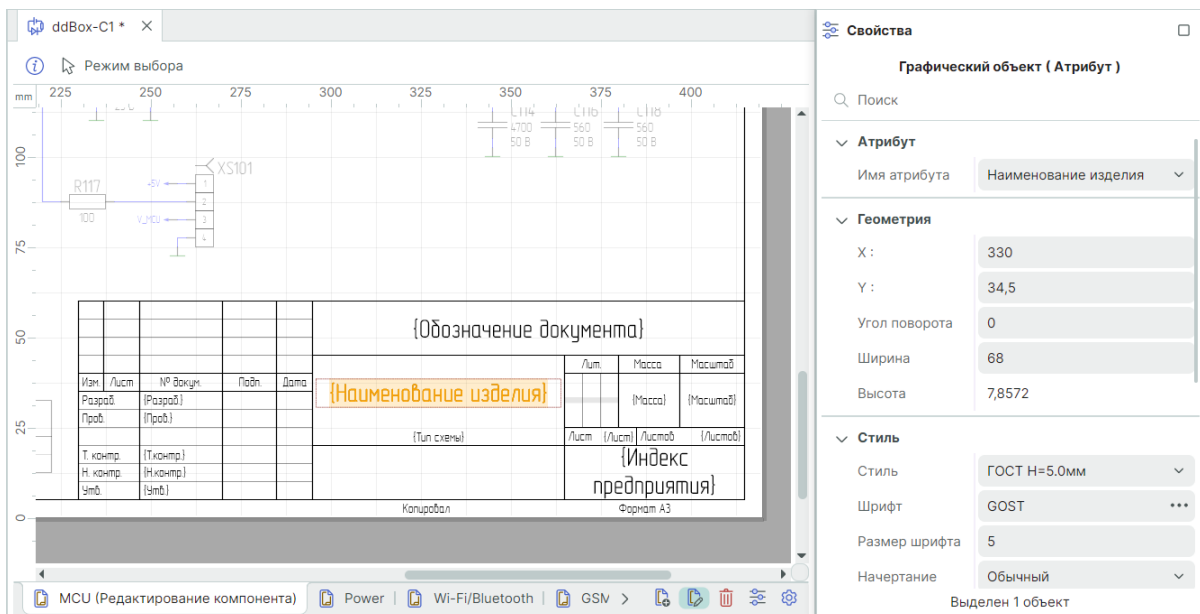 ddBox-C1 *
Режим выбора
mm 225 250 275 300 325 350 375 400
100
75
50
25
0
C114 C116 C118
4700 560 560
50 В 50 В 50 В
XS101
+5V 1
R117 2
100 V_MCU 3
4
{Обозначение документа}
Лит. Масса Масштаб
Изм. Лист № докум. Подп. Дата
{Наименование изделия}
Разраб. {Разраб.} {Масса} {Масштаб}
Пров. {Пров.}
{Тип схемы} Лист {Лист} Листов {Листов}
Т. контр. {Т.контр.}
Н. контр. {Н.контр.}
Утв. {Утв.}
{Индекс
предприятия}
Копировал Формат А3
MCU (Редактирование компонента) Power Wi-Fi/Bluetooth GSM
Свойства
Графический объект ( Атрибут )
Поиск
Атрибут
Имя атрибута Наименование изделия
Геометрия
X : 330
Y : 34,5
Угол поворота 0
Ширина 68
Высота 7,8572
Стиль
Стиль ГОСТ H=5.0мм
Шрифт GOST
Размер шрифта 5
Начертание Обычный
Выделен 1 объект